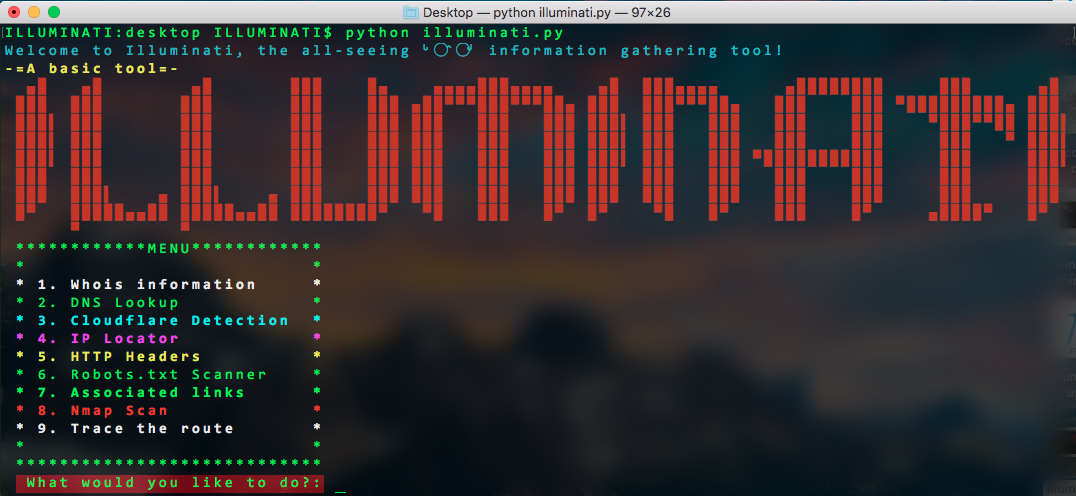 Desktop — python illuminati.py — 97×26
ILLUMINATI:desktop ILLUMINATI$ python illuminati.py
Welcome to Illuminati, the all-seeing information gathering tool!
-=A basic tool=-
ILLUMINATI
************MENU************
* *
* 1. Whois information *
* 2. DNS Lookup *
* 3. Cloudflare Detection *
* 4. IP Locator *
* 5. HTTP Headers *
* 6. Robots.txt Scanner *
* 7. Associated links *
* 8. Nmap Scan *
* 9. Trace the route *
* *
****************************
What would you like to do?: _